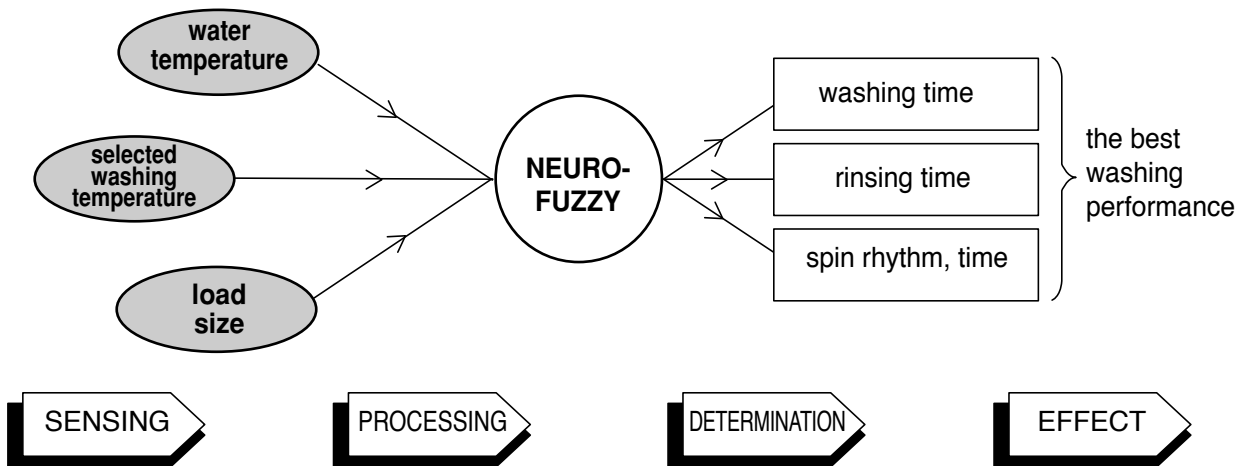 water
temperature
selected
washing
temperature
load
size
NEURO-
FUZZY
washing time
rinsing time
spin rhythm, time
the best
washing
performance
SENSING
PROCESSING
DETERMINATION
EFFECT